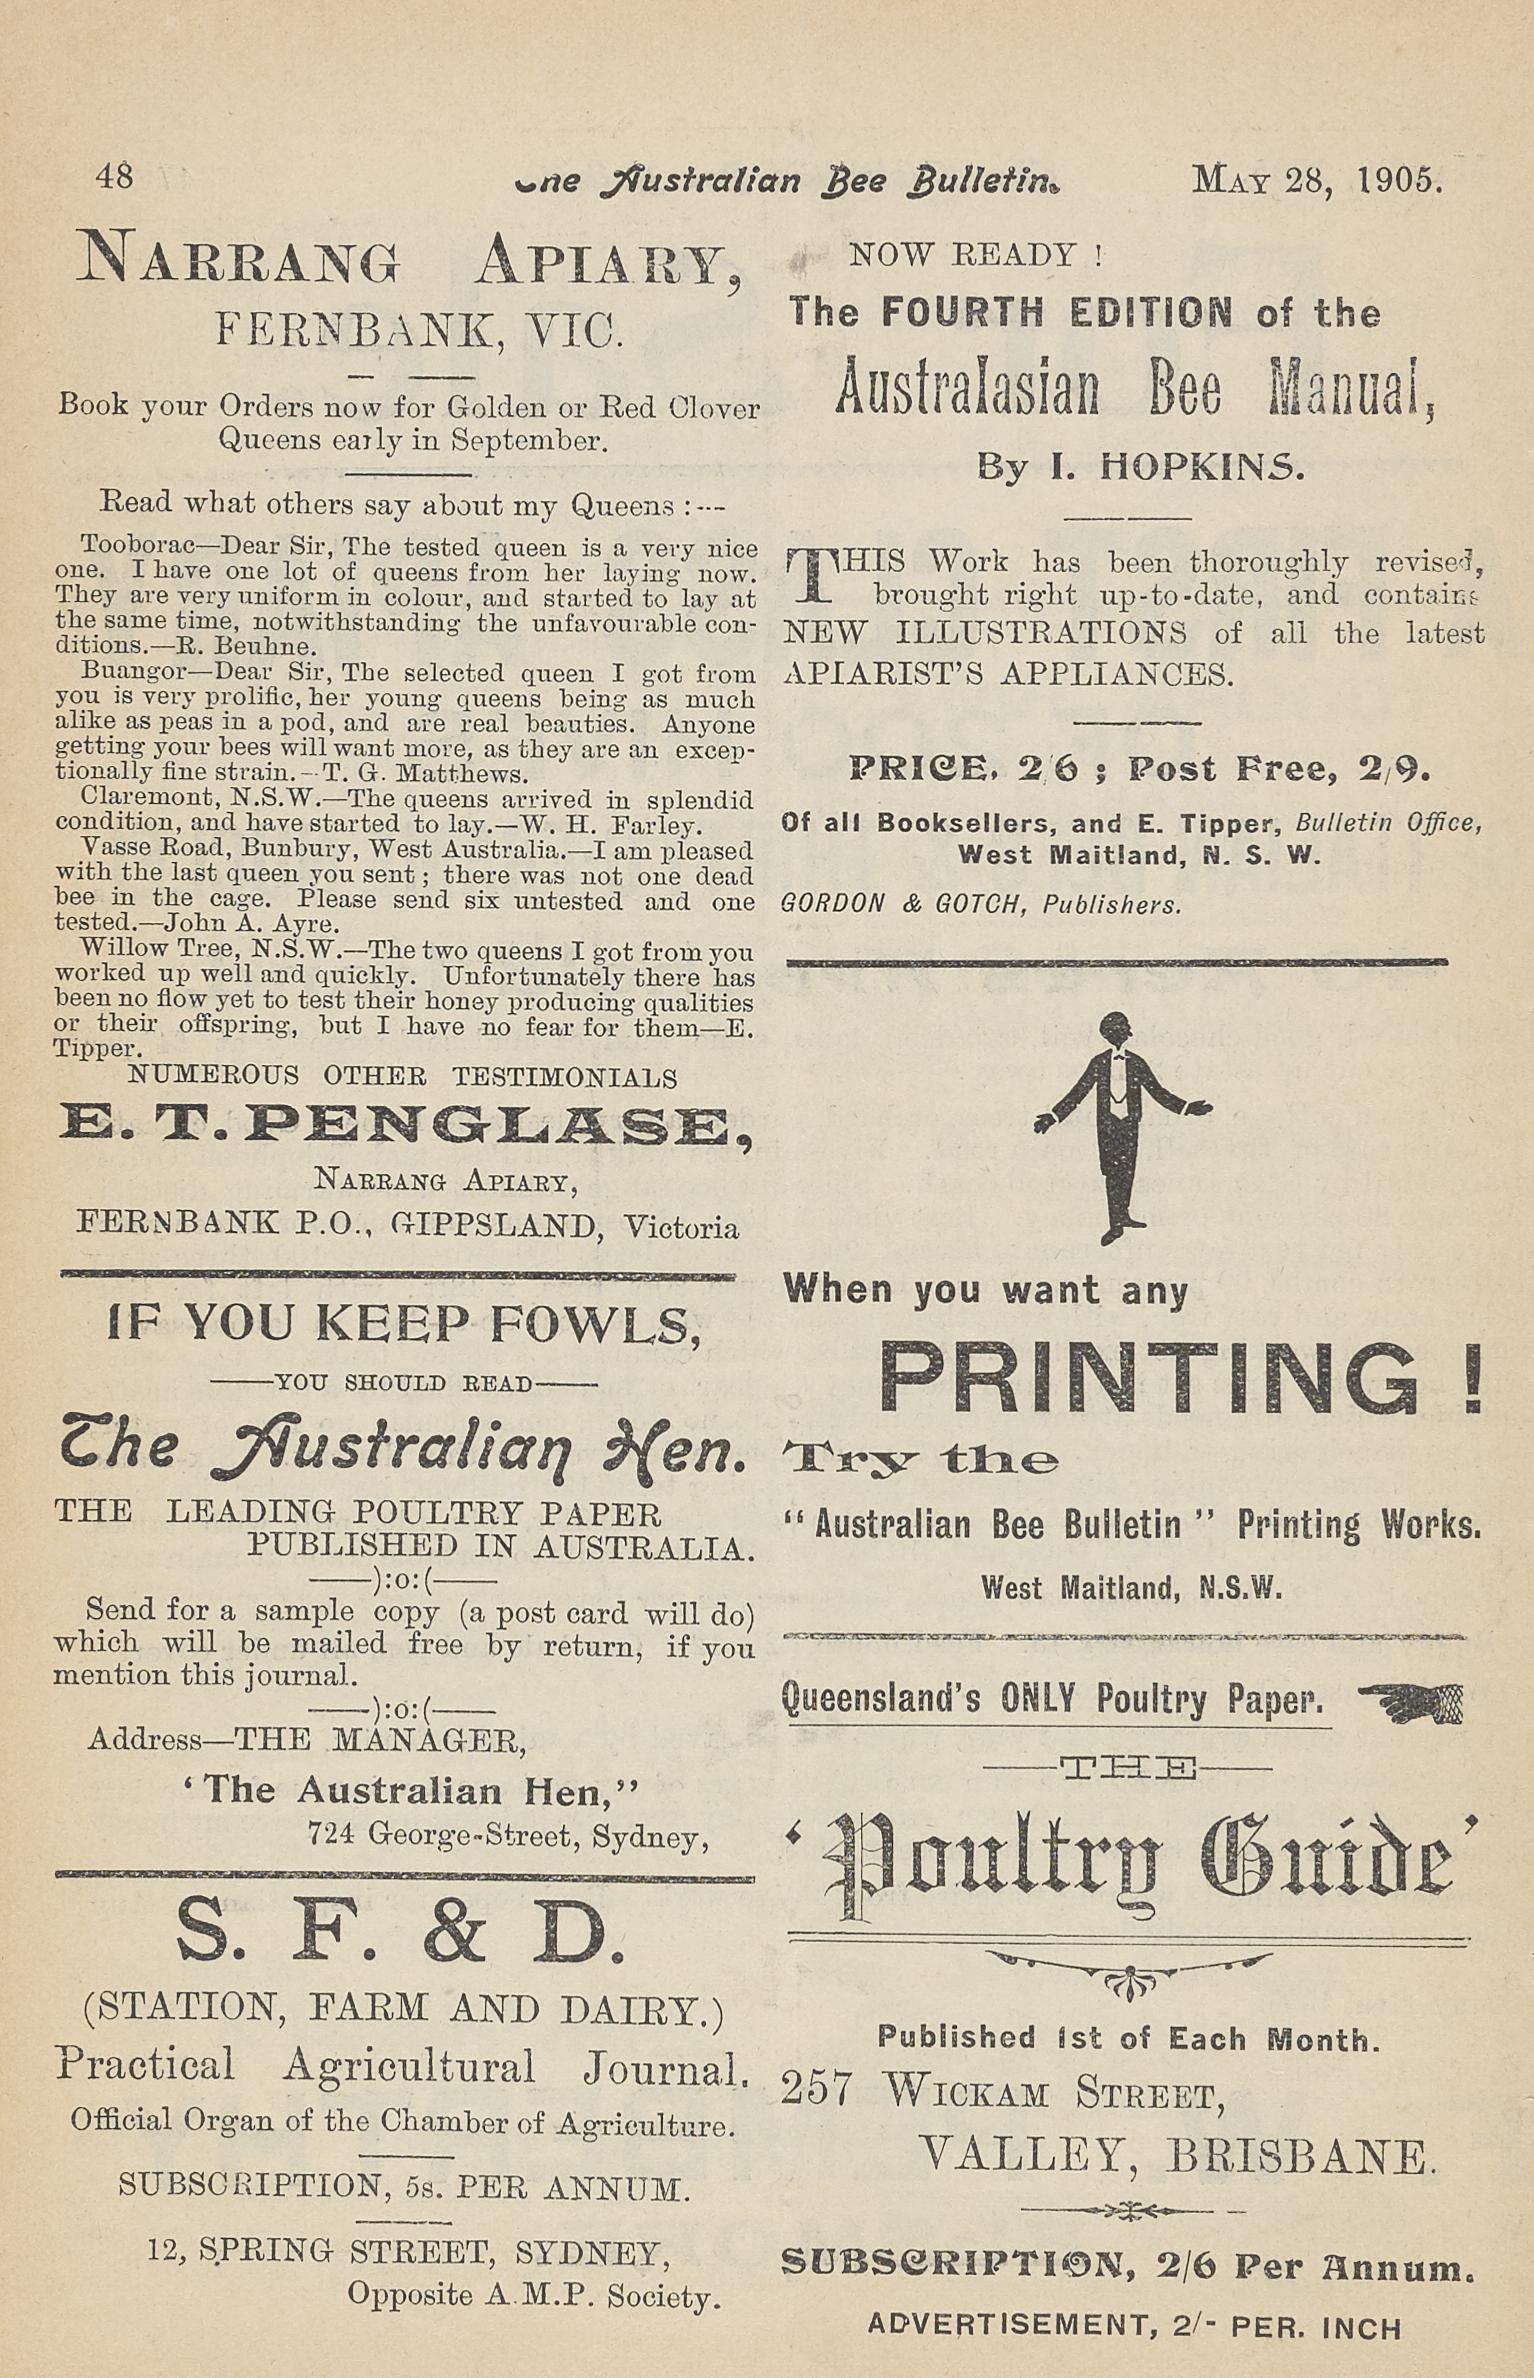 48
The Australian Bee Bulletin.
MAY 28, 1905.
NARRANG APIARY,
FERNBANK, VIC.
Book your Orders now for Golden or Red Clover
Queens early in September.
Read what others say about my Queens :---
Tooborac—Dear Sir, The tested queen is a very nice
one. I have one lot of queens from her laying now.
They are very uniform in colour, and started to lay at
the same time, notwithstanding the unfavourable con-
ditions.—R. Beuhne.
Buangor—Dear Sir, The selected queen I got from
you is very prolific, her young queens being as much
alike as peas in a pod, and are real beauties. Anyone
getting your bees will want more, as they are an excep-
tionally fine strain.--T. G. Matthews.
Claremont, N.S.W.—The queens arrived in splendid
condition, and have started to lay.—W. H. Farley.
Vasse Road, Bunbury, West Australia.—I am pleased
with the last queen you sent ; there was not one dead
bee in the cage. Please send six untested and one
tested.—John A. Ayre.
Willow Tree, N.S.W.—The two queens I got from you
worked up well and quickly. Unfortunately there has
been no flow yet to test their honey producing qualities
or their offspring, but I have no fear for them—E.
Tipper.
NUMEROUS OTHER TESTIMONIALS
E. T. PENGLASE,
NARRANG APIARY,
FERNBANK P.O., GIPPSLAND, Victoria
IF YOU KEEP FOWLS,
——YOU SHOULD READ——
The Australian Hen.
THE LEADING POULTRY PAPER
PUBLISHED IN AUSTRALIA.
——):o:(——
Send for a sample copy (a post card will do)
which will be mailed free by return, if you
mention this journal.
——):o:(——
Address—THE MANAGER,
‘The Australian Hen,”
724 George-Street, Sydney,
S. F. & D.
(STATION, FARM AND DAIRY.)
Practical Agricultural Journal.
Official Organ of the Chamber of Agriculture.
SUBSCRIPTION, 5s. PER ANNUM.
12, SPRING STREET, SYDNEY,
Opposite A.M.P. Society.
NOW READY !
The FOURTH EDITION of the
Australasian Bee Manual,
By I. HOPKINS.
THIS Work has been thoroughly revised,
brought right up-to-date, and contains
NEW ILLUSTRATIONS of all the latest
APIARIST'S APPLIANCES.
PRICE. 2/6 ; Post Free, 2/9.
Of all Booksellers, and E. Tipper, Bulletin Office,
West Maitland, N. S. W.
GORDON & GOTCH, Publishers.
When you want any
PRINTING !
Try the
“Australian Bee Bulletin” Printing Works.
West Maitland, N.S.W.
Queensland's ONLY Poultry Paper.
——THE——
‘Poultry Guide’
Published 1st of Each Month.
257 WICKAM STREET,
VALLEY, BRISBANE.
SUBSCRIPTION, 2/6 Per Annum.
ADVERTISEMENT, 2/- PER. INCH